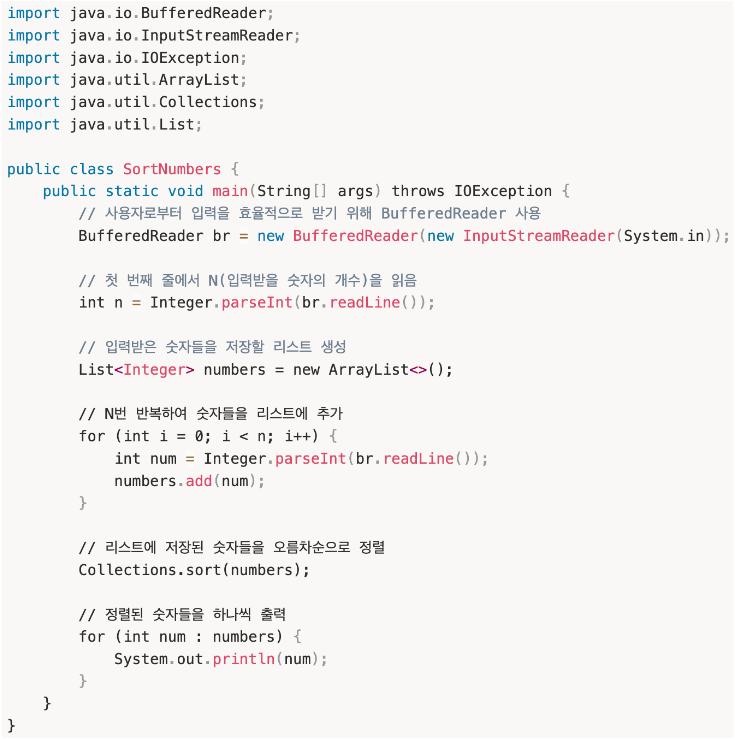 import java.io.BufferedReader;
import java.io.InputStreamReader;
import java.io.IOException;
import java.util.ArrayList;
import java.util.Collections;
import java.util.List;

public class SortNumbers {
    public static void main(String[] args) throws IOException {
        // 사용자로부터 입력을 효율적으로 받기 위해 BufferedReader 사용
        BufferedReader br = new BufferedReader(new InputStreamReader(System.in));

        // 첫 번째 줄에서 N(입력받을 숫자의 개수)을 읽음
        int n = Integer.parseInt(br.readLine());

        // 입력받은 숫자들을 저장할 리스트 생성
        List<Integer> numbers = new ArrayList<>();

        // N번 반복하여 숫자들을 리스트에 추가
        for (int i = 0; i < n; i++) {
            int num = Integer.parseInt(br.readLine());
            numbers.add(num);
        }

        // 리스트에 저장된 숫자들을 오름차순으로 정렬
        Collections.sort(numbers);

        // 정렬된 숫자들을 하나씩 출력
        for (int num : numbers) {
            System.out.println(num);
        }
    }
}